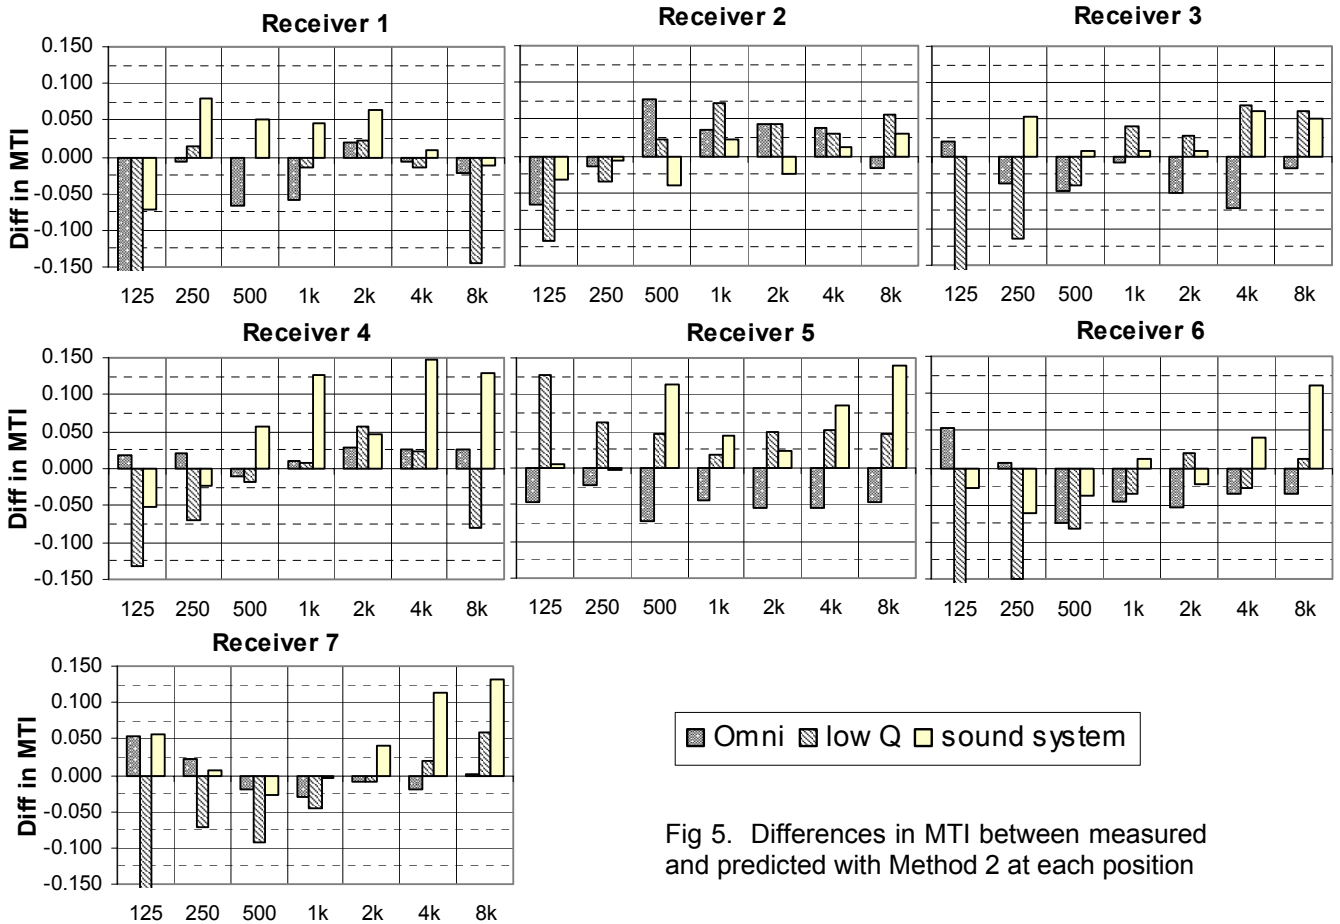 Receiver 1
Receiver 2
Receiver 3
Diff in MTI
0.150
0.100
0.050
0.000
-0.050
-0.100
-0.150
125 250 500 1k 2k 4k 8k
125 250 500 1k 2k 4k 8k
125 250 500 1k 2k 4k 8k
Receiver 4
Receiver 5
Receiver 6
Diff in MTI
0.150
0.100
0.050
0.000
-0.050
-0.100
-0.150
125 250 500 1k 2k 4k 8k
125 250 500 1k 2k 4k 8k
125 250 500 1k 2k 4k 8k
Receiver 7
Diff in MTI
0.150
0.100
0.050
0.000
-0.050
-0.100
-0.150
125 250 500 1k 2k 4k 8k
Omni low Q sound system
Fig 5. Differences in MTI between measured
and predicted with Method 2 at each position